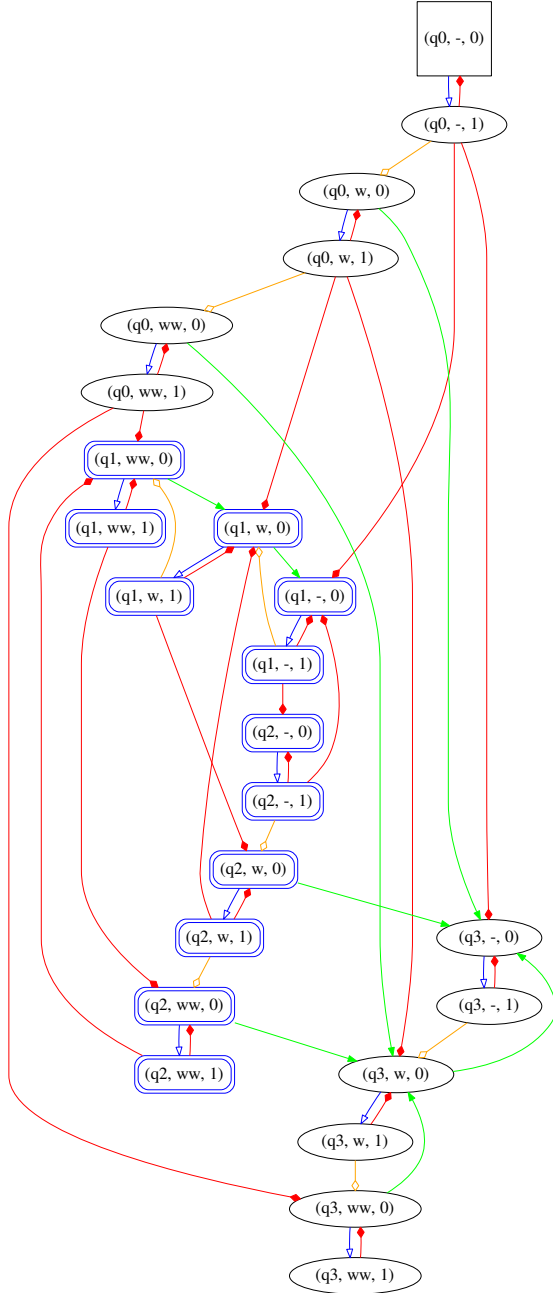 (q0, -, 0)
(q0, -, 1)
(q0, w, 0)
(q0, w, 1)
(q0, ww, 0)
(q0, ww, 1)
(q1, ww, 0)
(q1, ww, 1)
(q1, w, 0)
(q1, w, 1)
(q1, -, 0)
(q1, -, 1)
(q2, -, 0)
(q2, -, 1)
(q2, w, 0)
(q2, w, 1)
(q3, -, 0)
(q2, ww, 0)
(q3, -, 1)
(q2, ww, 1)
(q3, w, 0)
(q3, w, 1)
(q3, ww, 0)
(q3, ww, 1)